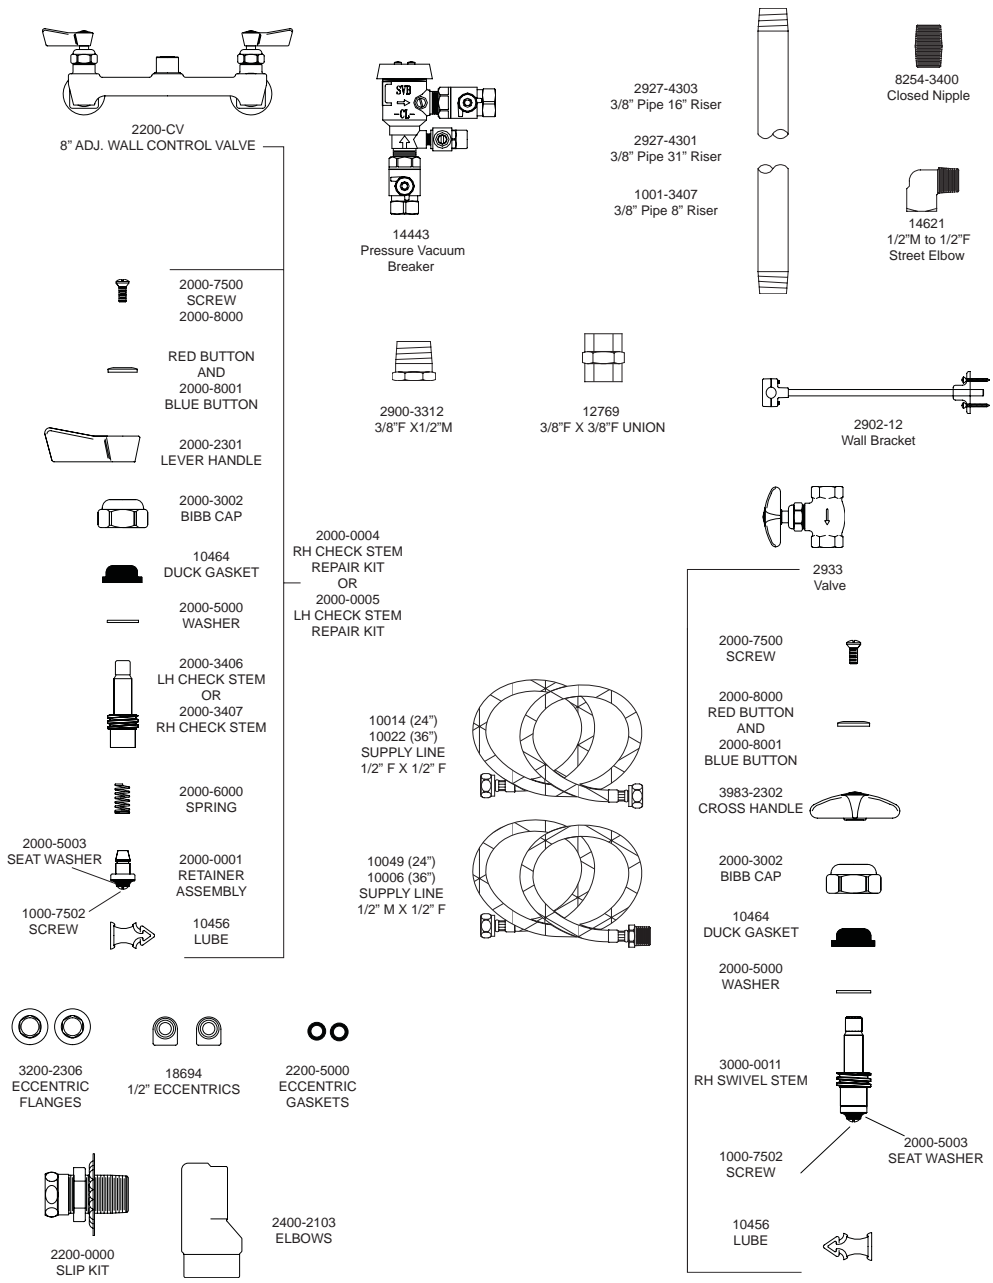 2200-CV
8” ADJ. WALL CONTROL VALVE
SVB
-CL-
14443
Pressure Vacuum
Breaker
2927-4303
3/8” Pipe 16” Riser
2927-4301
3/8” Pipe 31” Riser
1001-3407
3/8” Pipe 8” Riser
8254-3400
Closed Nipple
14621
1/2”M to 1/2”F
Street Elbow
2000-7500
SCREW
2000-8000
RED BUTTON
AND
2000-8001
BLUE BUTTON
2000-2301
LEVER HANDLE
2000-3002
BIBB CAP
10464
DUCK GASKET
2000-5000
WASHER
2000-3406
LH CHECK STEM
OR
2000-3407
RH CHECK STEM
2000-6000
SPRING
2000-5003
SEAT WASHER
2000-0001
RETAINER
ASSEMBLY
1000-7502
SCREW
10456
LUBE
2000-0004
RH CHECK STEM
REPAIR KIT
OR
2000-0005
LH CHECK STEM
REPAIR KIT
2900-3312
3/8”F X1/2”M
12769
3/8”F X 3/8”F UNION
2902-12
Wall Bracket
10014 (24”)
10022 (36”)
SUPPLY LINE
1/2” F X 1/2” F
10049 (24”)
10006 (36”)
SUPPLY LINE
1/2” M X 1/2” F
2933
Valve
2000-7500
SCREW
2000-8000
RED BUTTON
AND
2000-8001
BLUE BUTTON
3983-2302
CROSS HANDLE
2000-3002
BIBB CAP
10464
DUCK GASKET
2000-5000
WASHER
3000-0011
RH SWIVEL STEM
1000-7502
SCREW
2000-5003
SEAT WASHER
10456
LUBE
3200-2306
ECCENTRIC
FLANGES
18694
1/2” ECCENTRICS
2200-5000
ECCENTRIC
GASKETS
2200-0000
SLIP KIT
2400-2103
ELBOWS